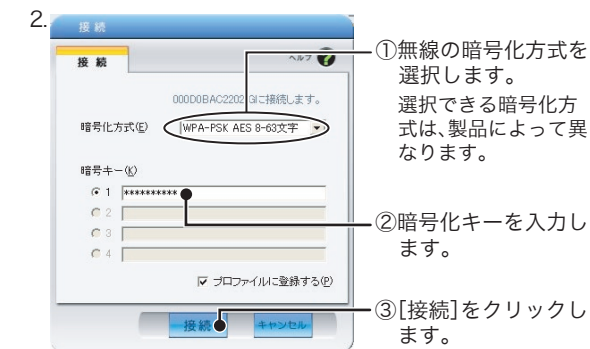 2.
接続
接続
ヘルプ ?
000D0BAC2202_Gに接続します。
暗号化方式(E) WPA-PSK AES 8-63文字
暗号キー(K)
1 **********
2
3
4
プロファイルに登録する(P)
接続 キャンセル
①無線の暗号化方式を
選択します。
選択できる暗号化方
式は、製品によって異
なります。
②暗号化キーを入力し
ます。
③[接続]をクリックし
ます。